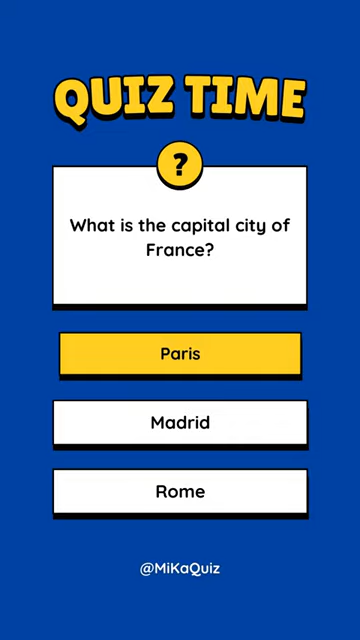 QUIZ TIME
?
What is the capital city of
France?
Paris
Madrid
Rome
@MiKaQuiz